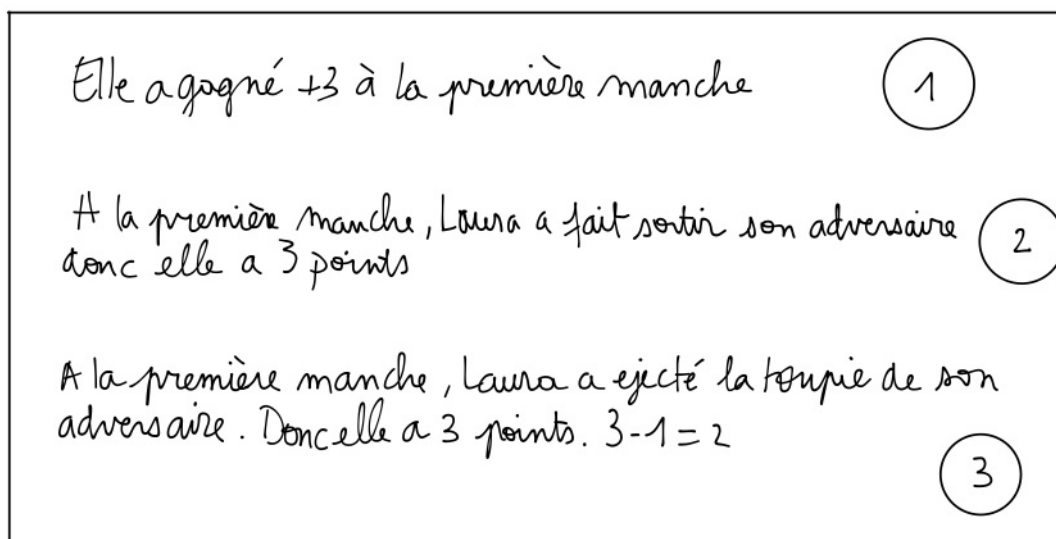 Elle a gagné +3 à la première manche
1
A la première manche, Laura a fait sortir son adversaire
donc elle a 3 points
2
A la première manche, Laura a ejecté la toupie de son
adversaire. Donc elle a 3 points. 3-1=2
3